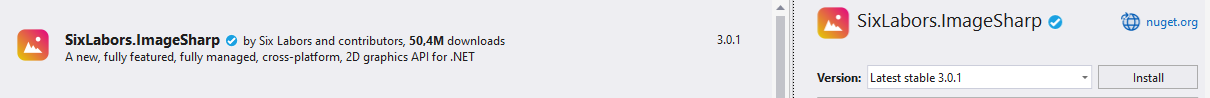 SixLabors.ImageSharp by Six Labors and contributors, 50,4M downloads 3.0.1
A new, fully featured, fully managed, cross-platform, 2D graphics API for .NET
SixLabors.ImageSharp nuget.org
Version: Latest stable 3.0.1 Install